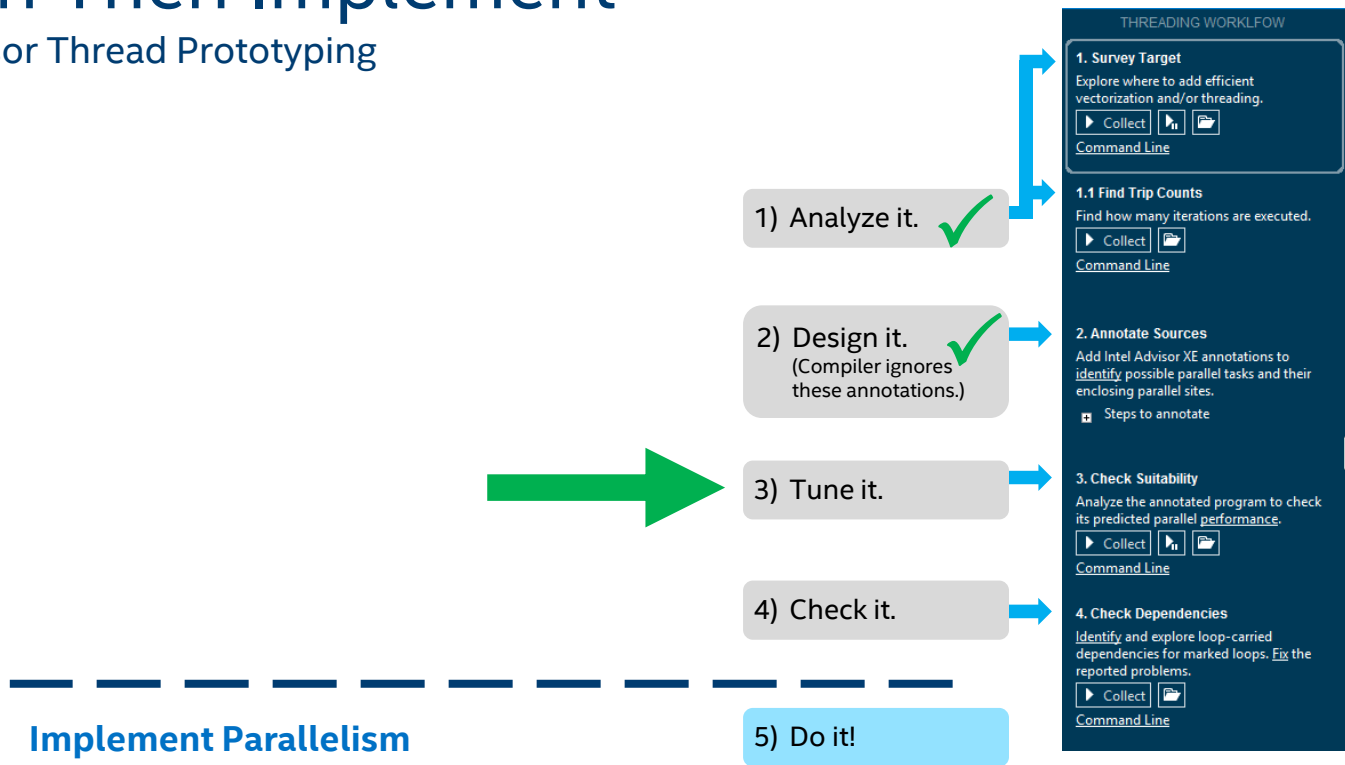 Then Implement
or Thread Prototyping
1) Analyze it.
2) Design it.
(Compiler ignores
these annotations.)
3) Tune it.
4) Check it.
Implement Parallelism
5) Do it!
THREADING WORKLFOW
1. Survey Target
Explore where to add efficient
vectorization and/or threading.
Collect
Command Line
1.1 Find Trip Counts
Find how many iterations are executed.
Collect
Command Line
2. Annotate Sources
Add Intel Advisor XE annotations to
identify possible parallel tasks and their
enclosing parallel sites.
Steps to annotate
3. Check Suitability
Analyze the annotated program to check
its predicted parallel performance.
Collect
Command Line
4. Check Dependencies
Identify and explore loop-carried
dependencies for marked loops. Fix the
reported problems.
Collect
Command Line